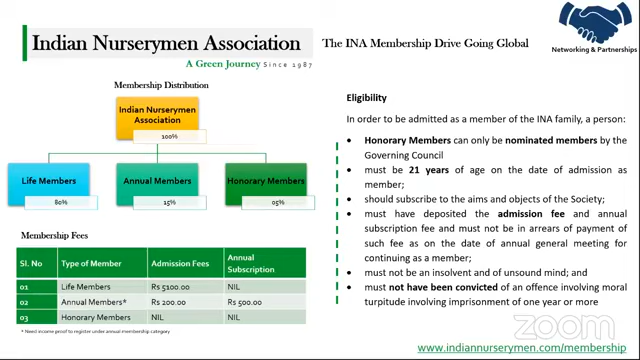 Indian Nurserymen Association
A Green Journey Since 1987
The INA Membership Drive Going Global
Networking & Partnerships
Membership Distribution
Indian Nurserymen
Association
100%
Life Members
80%
Annual Members
15%
Honorary Members
05%
Membership Fees
Sl. No Type of Member Admission Fees Annual
Subscription
01 Life Members Rs 5100.00 NIL
02 Annual Members* Rs 200.00 Rs 500.00
03 Honorary Members NIL NIL
* Need income proof to register under annual membership category
Eligibility
In order to be admitted as a member of the INA family, a person:
• Honorary Members can only be nominated members by the
Governing Council
• must be 21 years of age on the date of admission as
member;
• should subscribe to the aims and objects of the Society;
• must have deposited the admission fee and annual
subscription fee and must not be in arrears of payment of
such fee as on the date of annual general meeting for
continuing as a member;
• must not be an insolvent and of unsound mind; and
• must not have been convicted of an offence involving moral
turpitude involving imprisonment of one year or more
zoom
www.indiannurserymen.com/membership